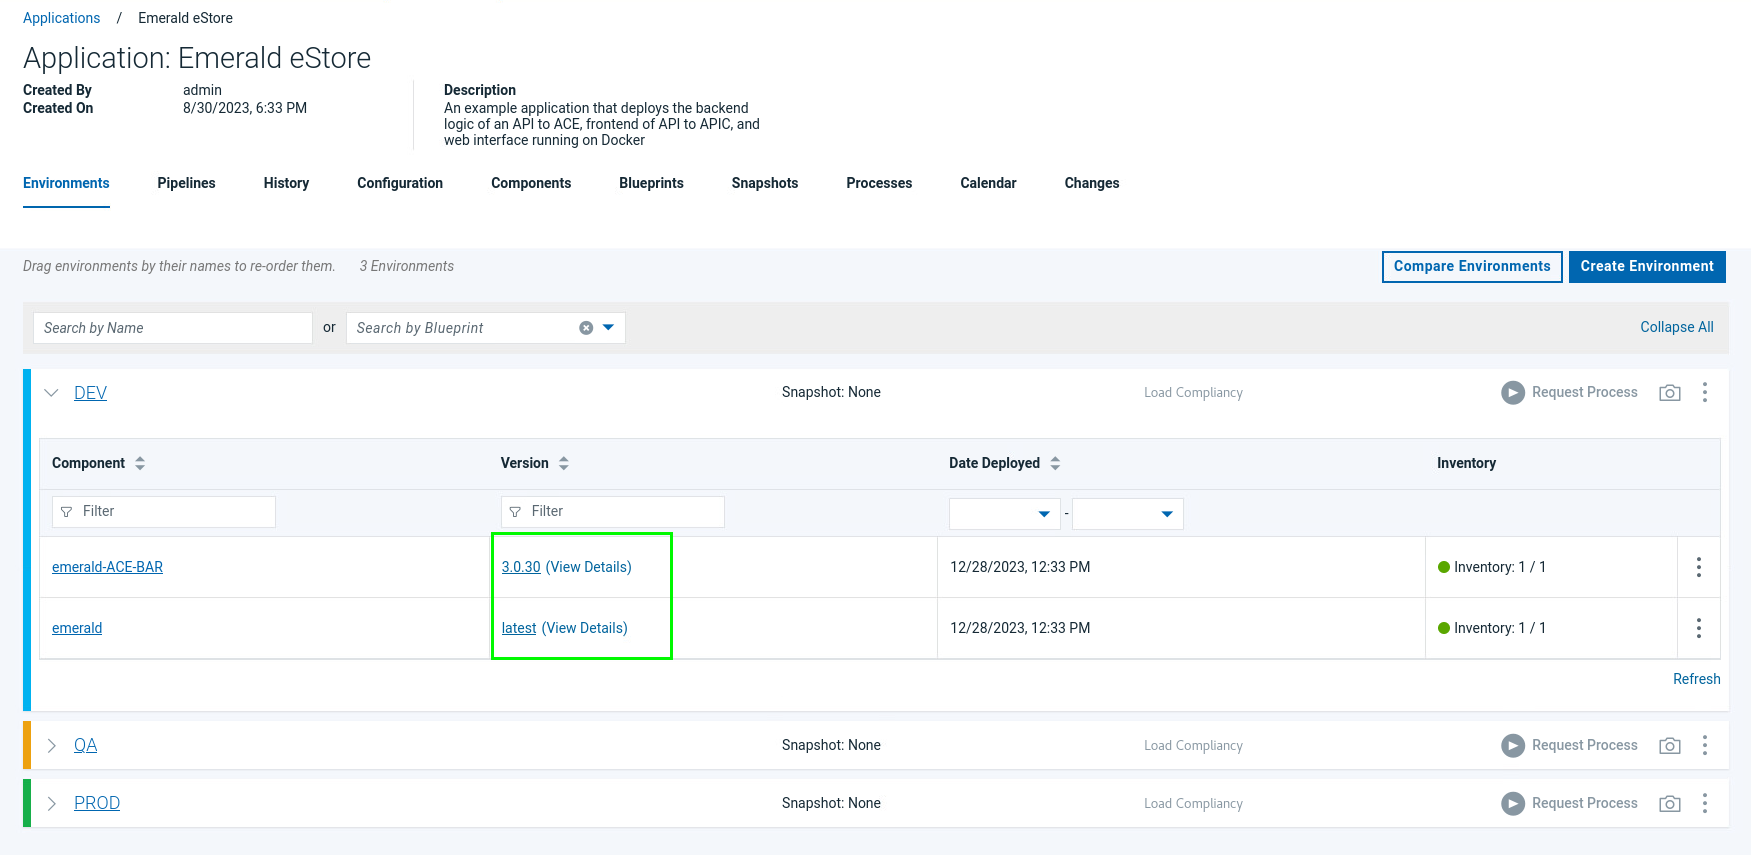 Applications / Emerald eStore
Application: Emerald eStore
Created By admin
Created On 8/30/2023, 6:33 PM
Description
An example application that deploys the backend
logic of an API to ACE, frontend of API to APIC, and
web interface running on Docker
Environments Pipelines History Configuration Components Blueprints Snapshots Processes Calendar Changes
Drag environments by their names to re-order them. 3 Environments Compare Environments Create Environment
Search by Name or Search by Blueprint Collapse All
DEV Snapshot: None Load Compliancy Request Process
Component Version Date Deployed Inventory
Filter Filter -
emerald-ACE-BAR 3.0.30 (View Details) 12/28/2023, 12:33 PM Inventory: 1 / 1
emerald latest (View Details) 12/28/2023, 12:33 PM Inventory: 1 / 1
Refresh
QA Snapshot: None Load Compliancy Request Process
PROD Snapshot: None Load Compliancy Request Process